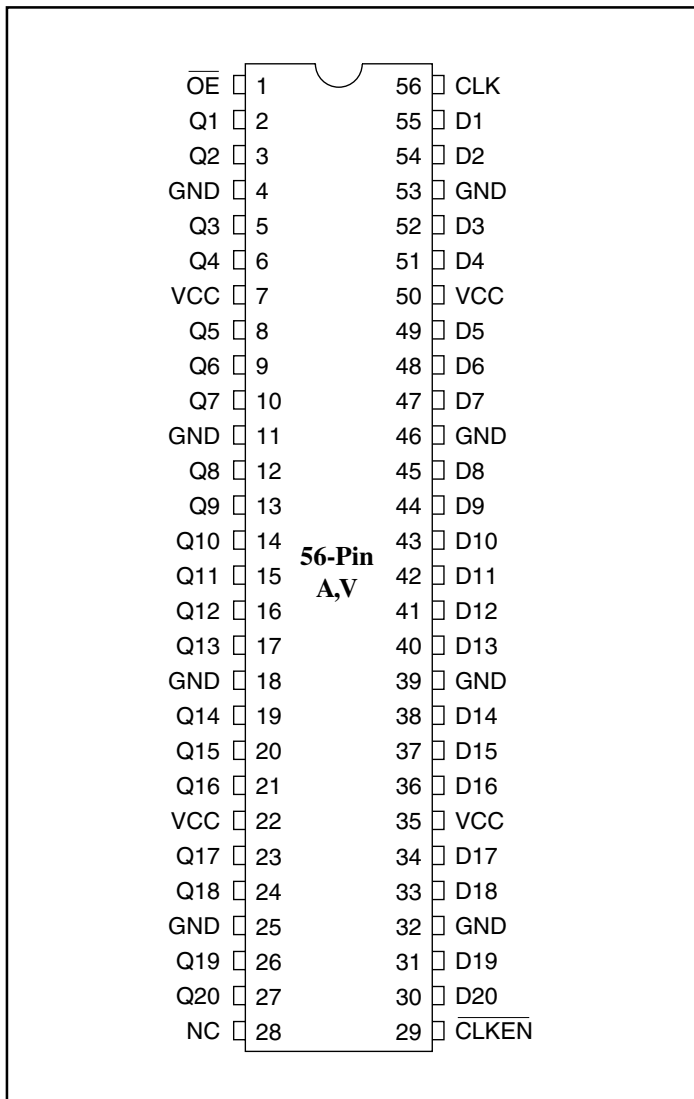 O̅E̅ 1 56 CLK
Q1 2 55 D1
Q2 3 54 D2
GND 4 53 GND
Q3 5 52 D3
Q4 6 51 D4
VCC 7 50 VCC
Q5 8 49 D5
Q6 9 48 D6
Q7 10 47 D7
GND 11 46 GND
Q8 12 45 D8
Q9 13 44 D9
Q10 14 43 D10
56-Pin
Q11 15 42 D11
A,V
Q12 16 41 D12
Q13 17 40 D13
GND 18 39 GND
Q14 19 38 D14
Q15 20 37 D15
Q16 21 36 D16
VCC 22 35 VCC
Q17 23 34 D17
Q18 24 33 D18
GND 25 32 GND
Q19 26 31 D19
Q20 27 30 D20
NC 28 29 C̅L̅K̅E̅N̅